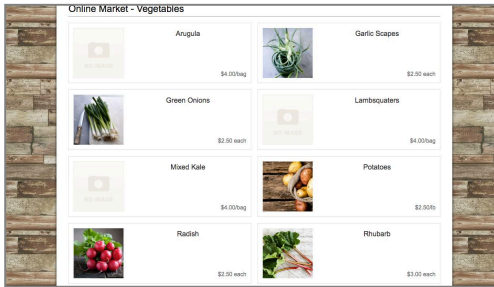 Online Market - Vegetables
Arugula
$4.00/bag
Garlic Scapes
$2.50 each
Green Onions
$2.50 each
Lambsquaters
$4.00/bag
Mixed Kale
$4.00/bag
Potatoes
$2.50/lb
Radish
$2.50 each
Rhubarb
$3.00 each